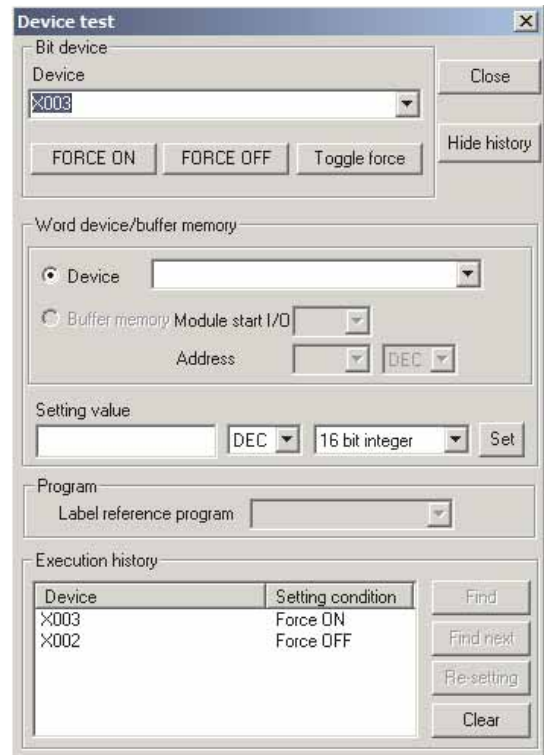 Device test
Bit device
Device
Close
X003
Hide history
FORCE ON FORCE OFF Toggle force
Word device/buffer memory
Device
Buffer memory Module start I/O
Address DEC
Setting value
DEC 16 bit integer Set
Program
Label reference program
Execution history
Device Setting condition Find
X003 Force ON
X002 Force OFF Find next
Re-setting
Clear